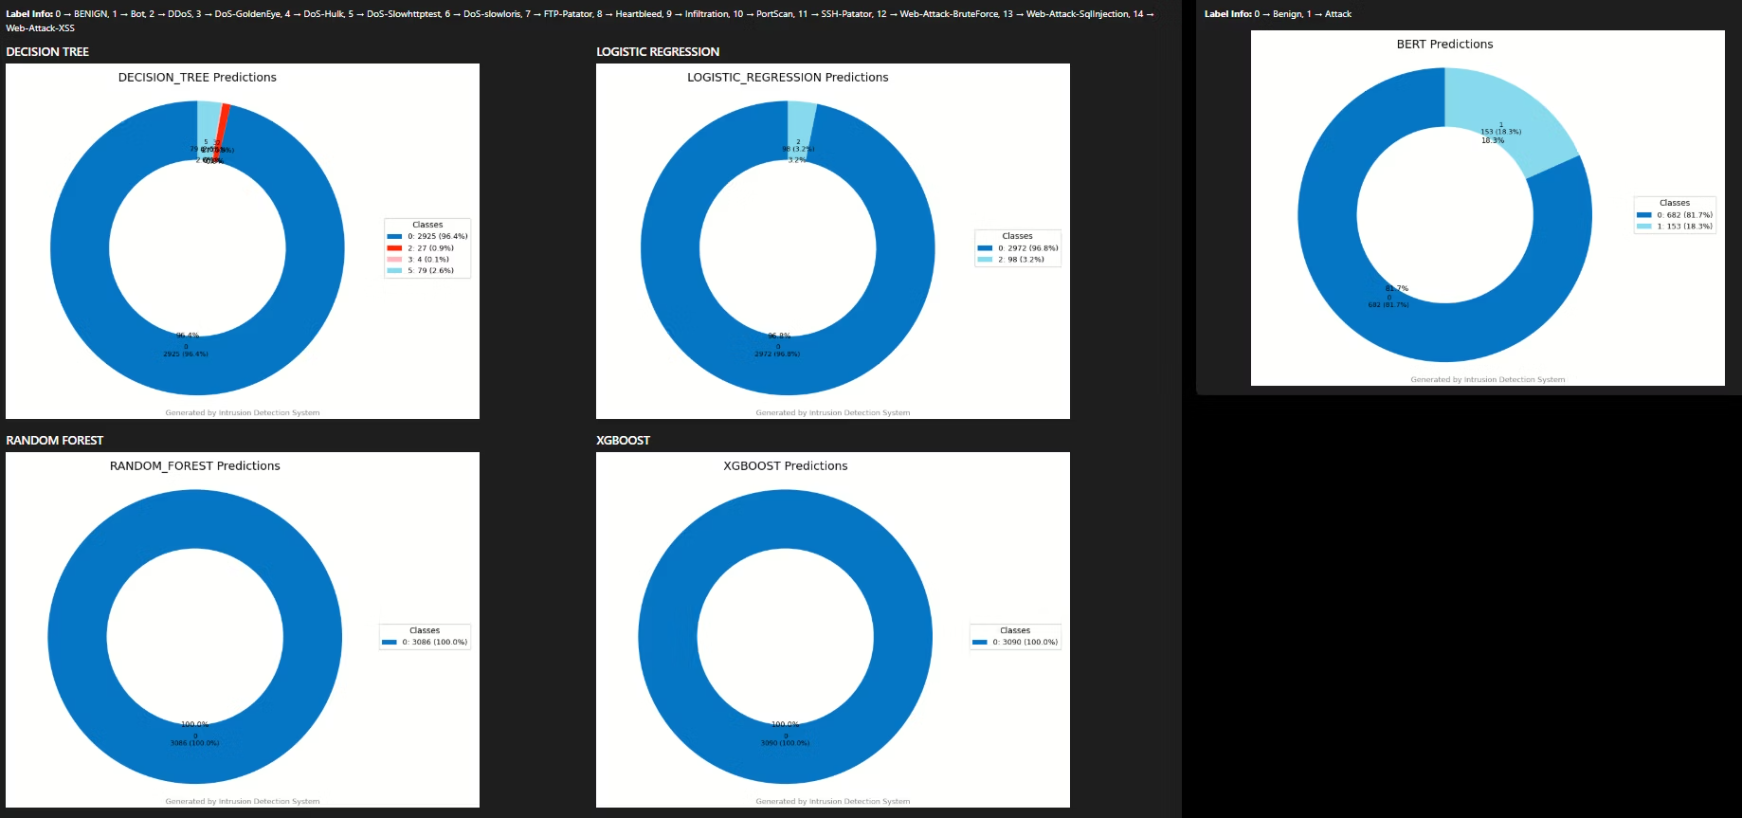 Label Info: 0 → BENIGN, 1 → Bot, 2 → DDoS, 3 → DoS-GoldenEye, 4 → DoS-Hulk, 5 → DoS-Slowhttptest, 6 → DoS-slowloris, 7 → FTP-Patator, 8 → Heartbleed, 9 → Infiltration, 10 → PortScan, 11 → SSH-Patator, 12 → Web-Attack-BruteForce, 13 → Web-Attack-SqlInjection, 14 →
Web-Attack-XSS
DECISION TREE
DECISION_TREE Predictions
5
79
2
96.4%
0
2925 (96.4%)
Classes
0: 2925 (96.4%)
2: 27 (0.9%)
3: 4 (0.1%)
5: 79 (2.6%)
Generated by Intrusion Detection System
LOGISTIC REGRESSION
LOGISTIC_REGRESSION Predictions
2
98 (3.2%)
3.2%
96.8%
0
2972 (96.8%)
Classes
0: 2972 (96.8%)
2: 98 (3.2%)
Generated by Intrusion Detection System
RANDOM FOREST
RANDOM_FOREST Predictions
100.0%
0
3086 (100.0%)
Classes
0: 3086 (100.0%)
Generated by Intrusion Detection System
XGBOOST
XGBOOST Predictions
100.0%
0
3090 (100.0%)
Classes
0: 3090 (100.0%)
Generated by Intrusion Detection System
Label Info: 0 → Benign, 1 → Attack
BERT Predictions
1
153 (18.3%)
18.3%
81.7%
0
682 (81.7%)
Classes
0: 682 (81.7%)
1: 153 (18.3%)
Generated by Intrusion Detection System